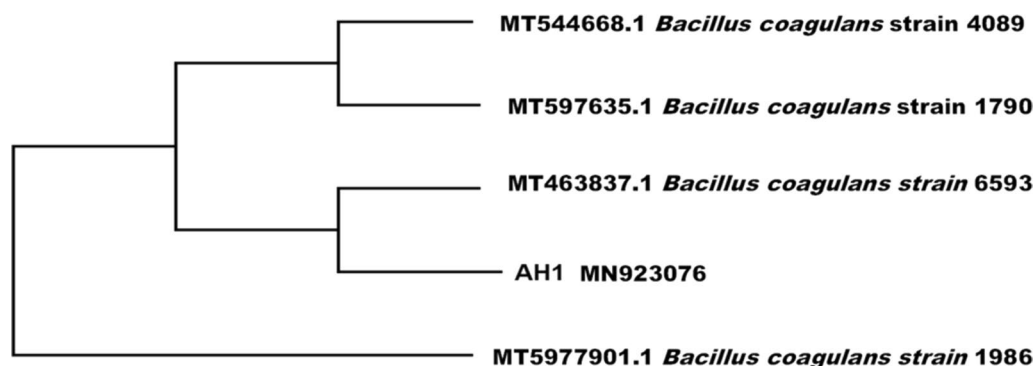 MT544668.1 Bacillus coagulans strain 4089
MT597635.1 Bacillus coagulans strain 1790
MT463837.1 Bacillus coagulans strain 6593
AH1 MN923076
MT5977901.1 Bacillus coagulans strain 1986